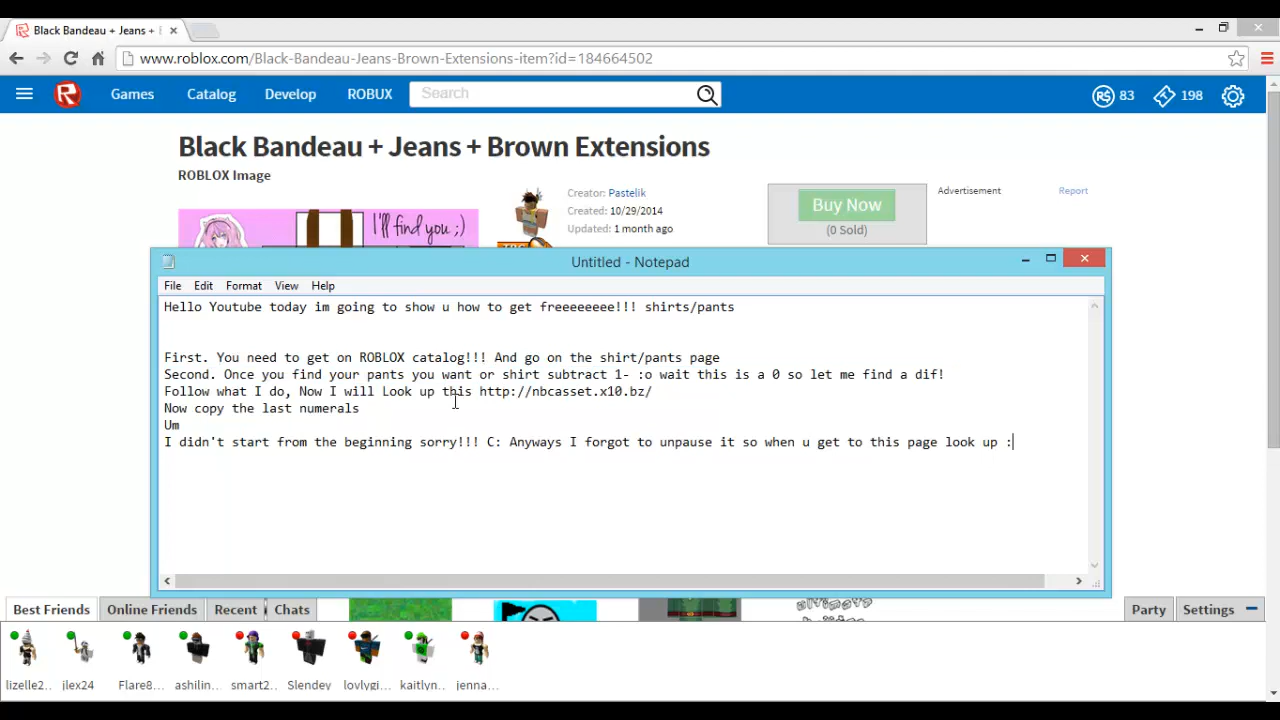 Black Bandeau + Jeans + E
www.roblox.com/Black-Bandeau-Jeans-Brown-Extensions-item?id=184664502
Games Catalog Develop ROBUX Search R$ 83 198
Black Bandeau + Jeans + Brown Extensions
ROBLOX Image
I'll find you ;)
Creator: Pastelik
Created: 10/29/2014
Updated: 1 month ago
Buy Now
(0 Sold)
Advertisement Report
Untitled - Notepad
File Edit Format View Help
Hello Youtube today im going to show u how to get freeeeeeee!!! shirts/pants
First. You need to get on ROBLOX catalog!!! And go on the shirt/pants page
Second. Once you find your pants you want or shirt subtract 1- :o wait this is a 0 so let me find a dif!
Follow what I do, Now I will Look up this http://nbcasset.x10.bz/
Now copy the last numerals
Um
I didn't start from the beginning sorry!!! C: Anyways I forgot to unpause it so when u get to this page look up :
Best Friends Online Friends Recent Chats Party Settings
lizelle2... jlex24 Flare8... ashilin... smart2... Slendey lovlygi... kaitlyn... jenna...